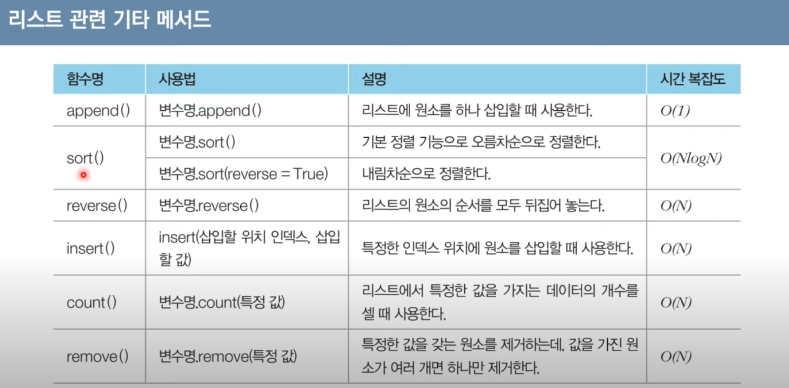 리스트 관련 기타 메서드
함수명 사용법 설명 시간 복잡도
append() 변수명.append() 리스트에 원소를 하나 삽입할 때 사용한다. O(1)
sort() 변수명.sort() 기본 정렬 기능으로 오름차순으로 정렬한다. O(NlogN)
변수명.sort(reverse = True) 내림차순으로 정렬한다.
reverse() 변수명.reverse() 리스트의 원소의 순서를 모두 뒤집어 놓는다. O(N)
insert() insert(삽입할 위치 인덱스, 삽입
할 값) 특정한 인덱스 위치에 원소를 삽입할 때 사용한다. O(N)
count() 변수명.count(특정 값) 리스트에서 특정한 값을 가지는 데이터의 개수를
셀 때 사용한다. O(N)
remove() 변수명.remove(특정 값) 특정한 값을 갖는 원소를 제거하는데, 값을 가진 원
소가 여러 개면 하나만 제거한다. O(N)